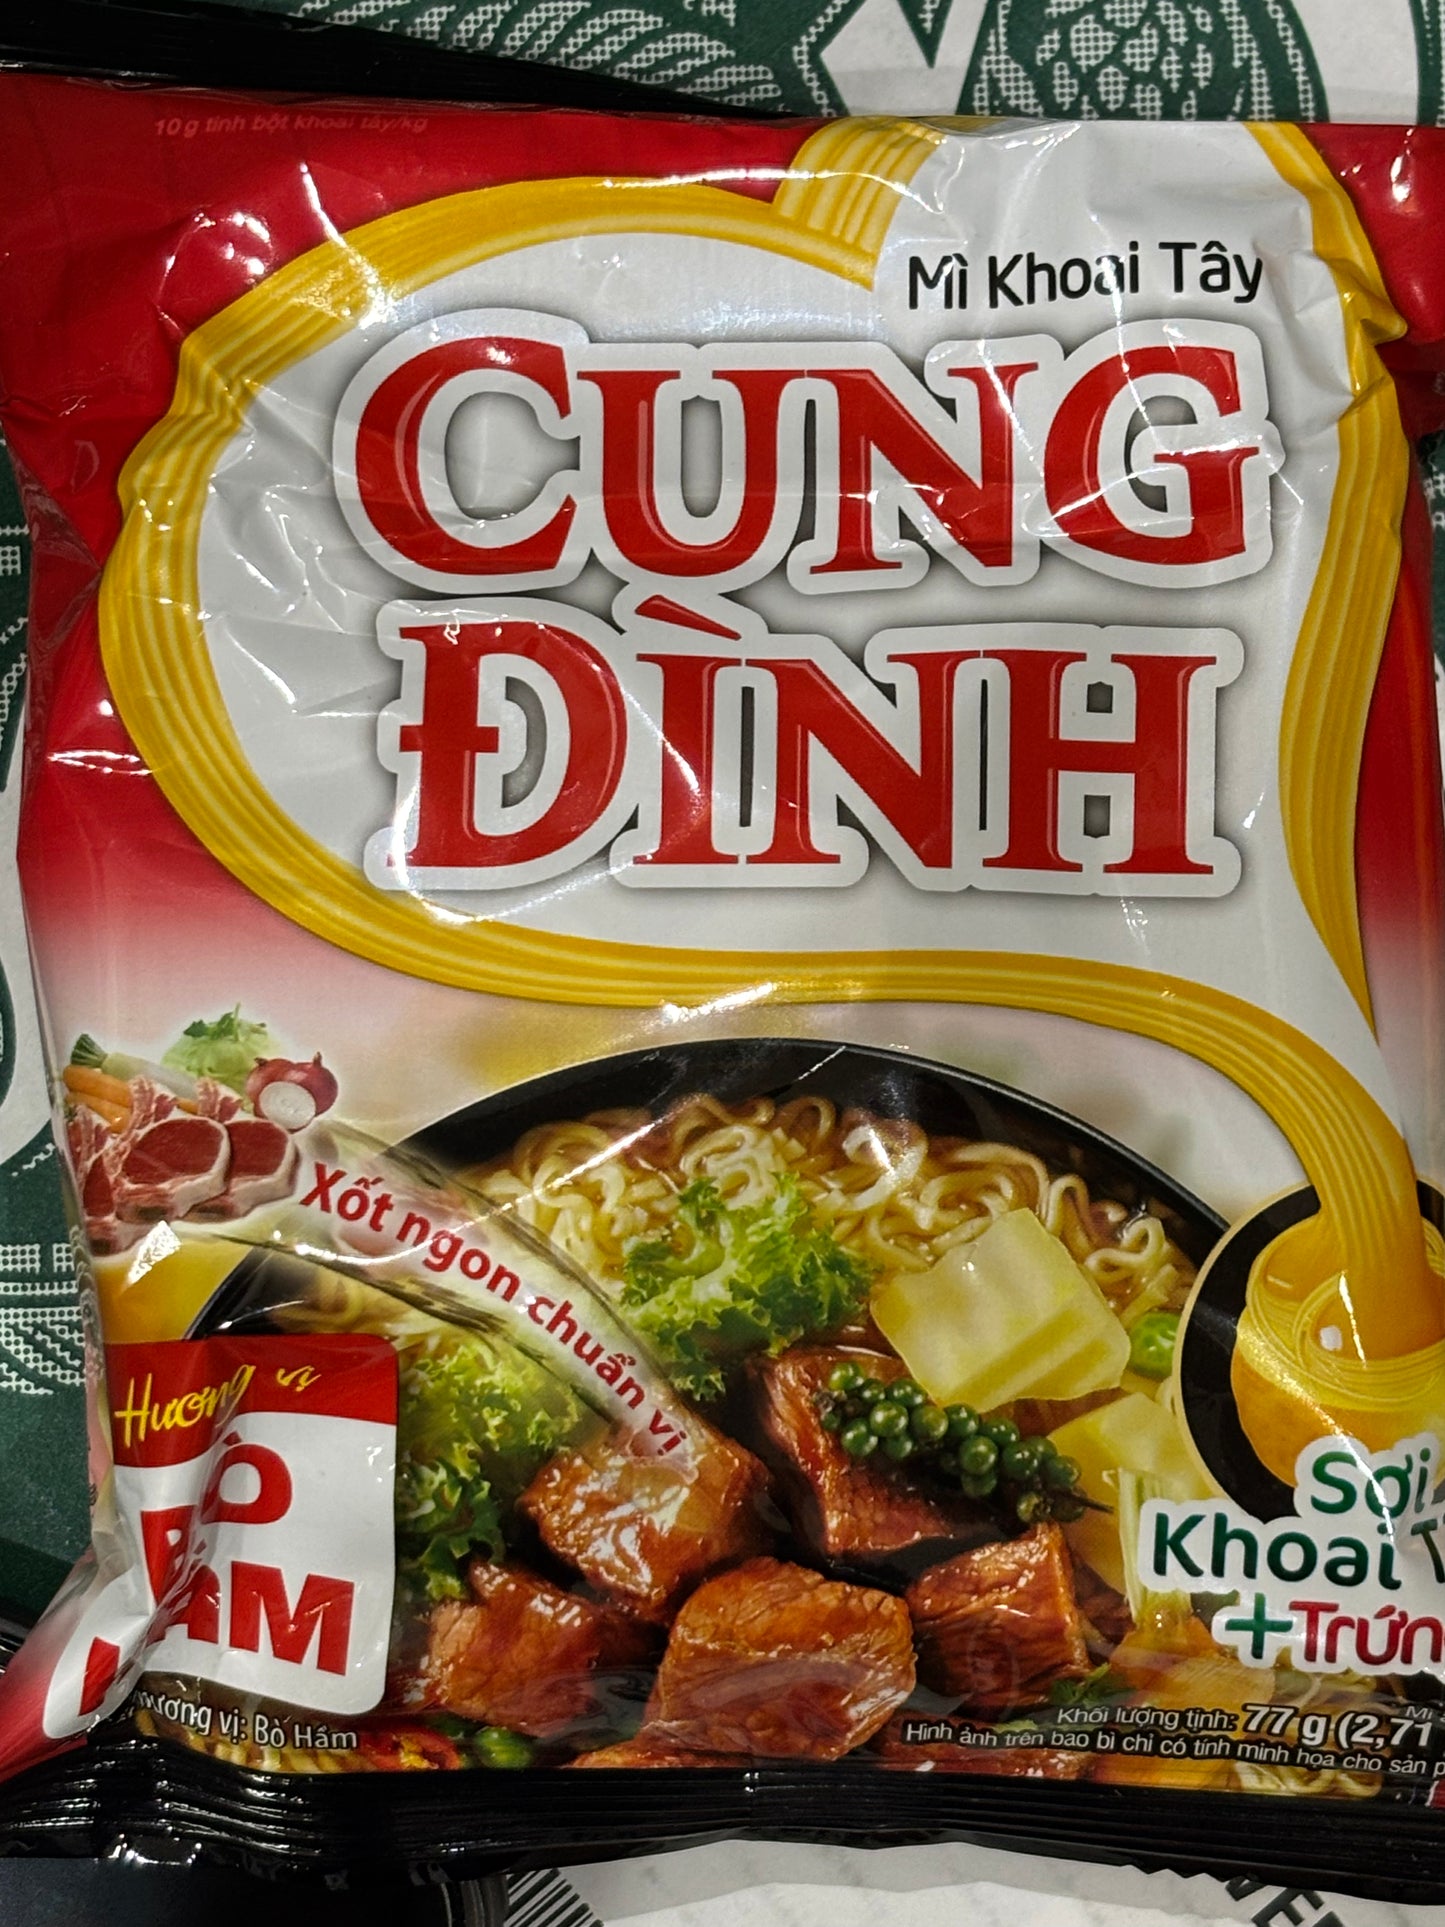 10 g tinh bột khoai tây/kg
Mì Khoai Tây
CUNG
ĐÌNH
Xốt ngon chuẩn vị
Hương vị
BÒ
HẦM
Sợi
Khoai
+Trứn
Hương vị: Bò Hầm
Khối lượng tịnh: 77 g (2,71
Hình ảnh trên bao bì chỉ có tính minh họa cho sản